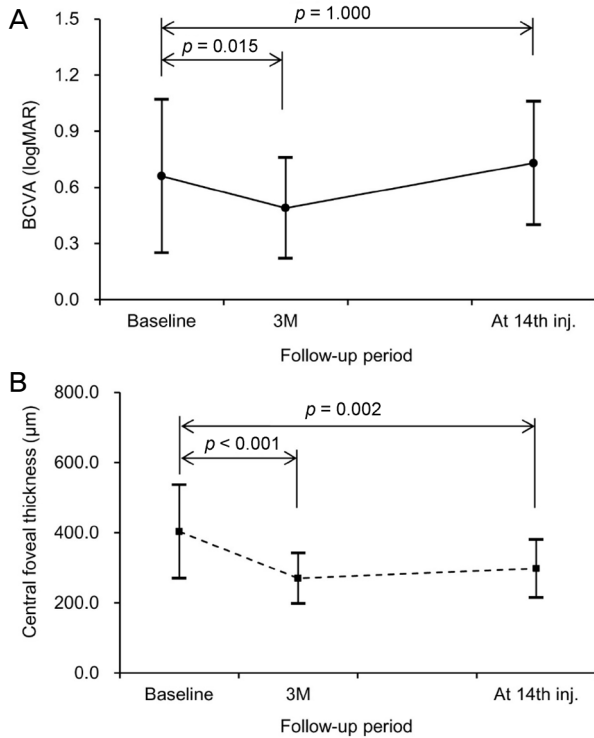 A
BCVA (logMAR)
1.5
1.2
0.9
0.6
0.3
0.0
p = 1.000
p = 0.015
Baseline
3M
At 14th inj.
Follow-up period
B
Central foveal thickness (μm)
800.0
600.0
400.0
200.0
0.0
p = 0.002
p < 0.001
Baseline
3M
At 14th inj.
Follow-up period